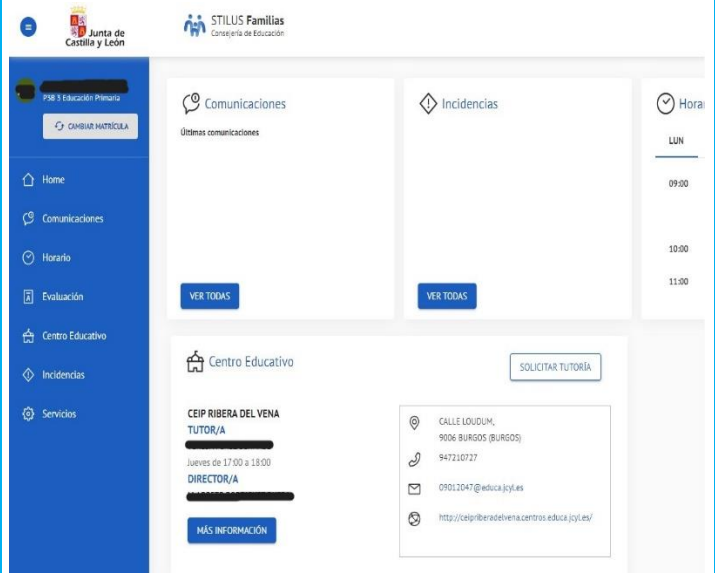 Junta de
Castilla y León
STILUS Familias
Consejería de Educación
P3B 3 Educación Primaria
CAMBIAR MATRÍCULA
Home
Comunicaciones
Horario
Evaluación
Centro Educativo
Incidencias
Servicios
Comunicaciones
Últimas comunicaciones
VER TODAS
Incidencias
VER TODAS
Horar
LUN
09:00
10:00
11:00
Centro Educativo
SOLICITAR TUTORÍA
CEIP RIBERA DEL VENA
TUTOR/A
Jueves de 17:00 a 18:00
DIRECTOR/A
MÁS INFORMACIÓN
CALLE LOUDUM,
9006 BURGOS (BURGOS)
947210727
09012047@educa.jcyl.es
http://ceipriberadelvena.centros.educa.jcyl.es/